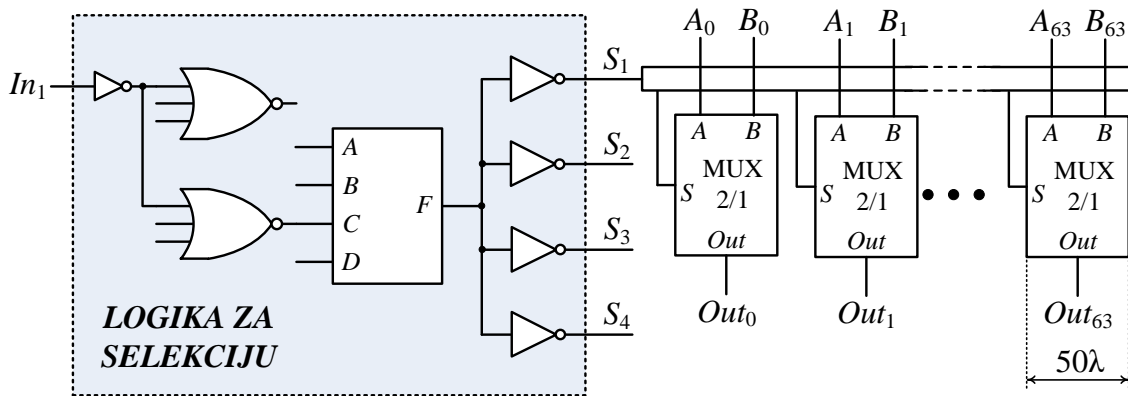 In₁
A
B
C
D
F
LOGIKA ZA
SELEKCIJU
S₁
S₂
S₃
S₄
A₀ B₀ A₁ B₁ A₆₃ B₆₃
A B
MUX
2/1
S
Out
Out₀
A B
MUX
2/1
S
Out
Out₁
A B
MUX
2/1
S
Out
Out₆₃
50λ